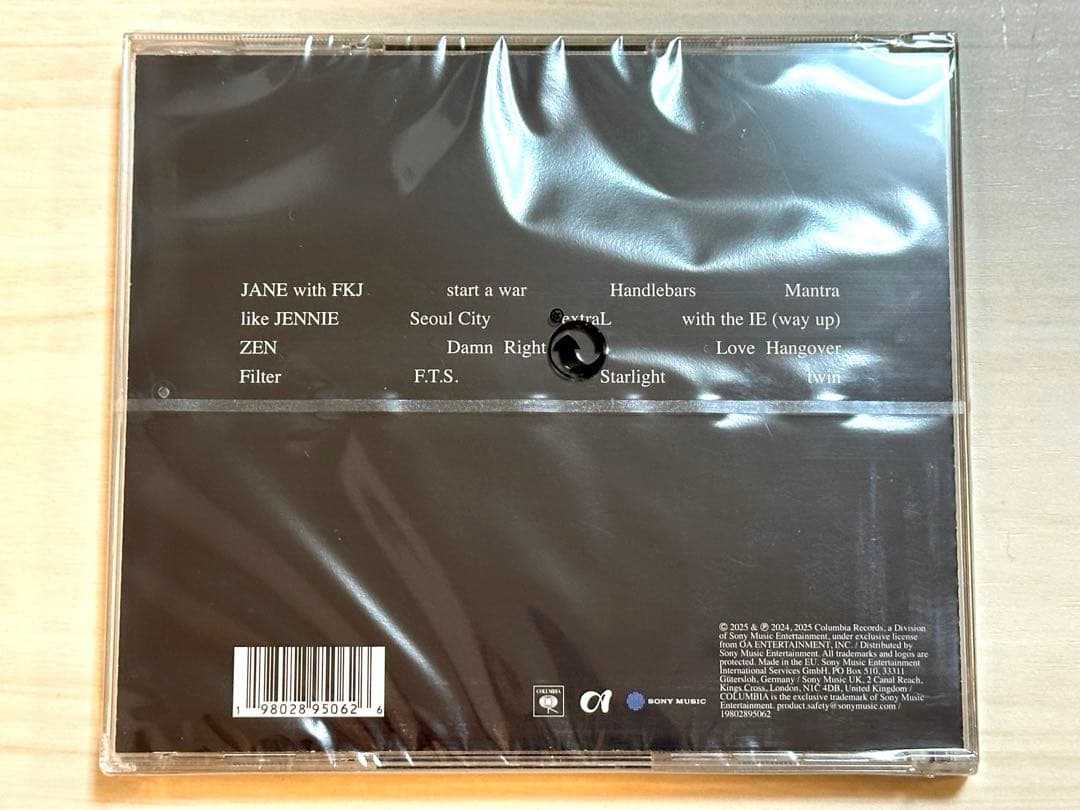 JANE with FKJ start a war Handlebars Mantra
like JENNIE Seoul City extraL with the IE (way up)
ZEN Damn Right Love Hangover
Filter F.T.S. Starlight twin
© 2025 & ℗ 2024, 2025 Columbia Records, a Division
of Sony Music Entertainment, under exclusive license
from OA ENTERTAINMENT, INC. / Distributed by
Sony Music Entertainment. All trademarks and logos are
protected. Made in the EU. Sony Music Entertainment
International Services GmbH, PO Box 510, 33311
Gütersloh, Germany / Sony Music UK, 2 Canal Reach,
Kings Cross, London, N1C 4DB, United Kingdom /
COLUMBIA is the exclusive trademark of Sony Music
Entertainment. product.safety@sonymusic.com /
19802895062
COLUMBIA
OA
SONY MUSIC
1 98028 95062 6